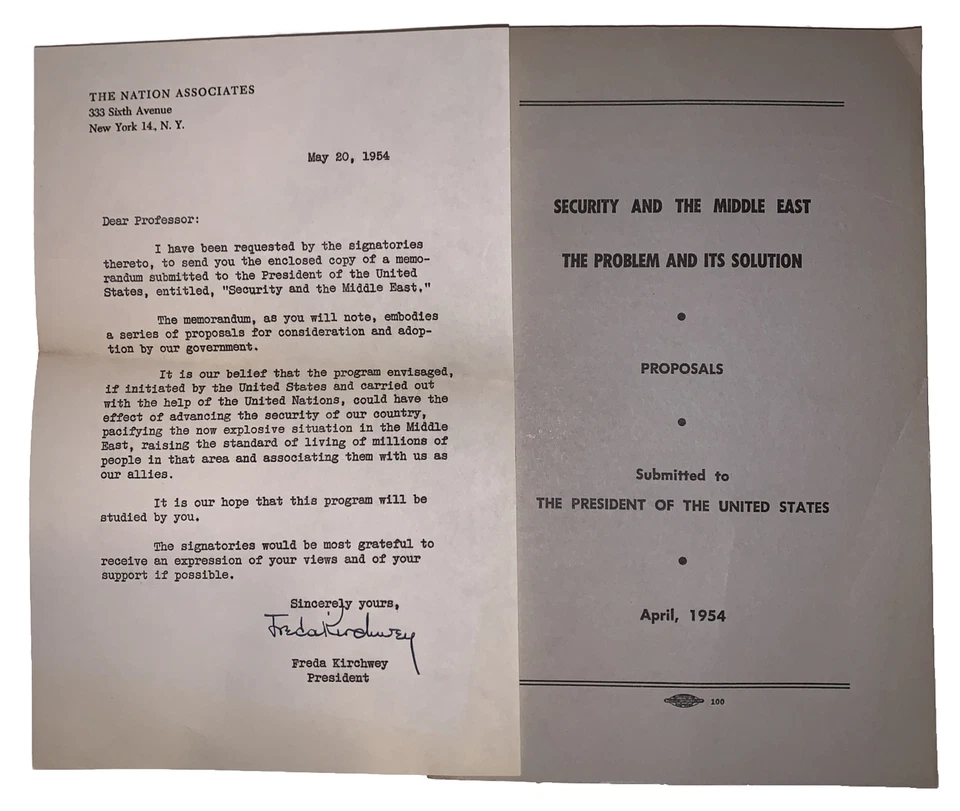 THE NATION ASSOCIATES
333 Sixth Avenue
New York 14., N. Y.
May 20, 1954
Dear Professor:
I have been requested by the signatories
thereto, to send you the enclosed copy of a memo-
randum submitted to the President of the United
States, entitled, "Security and the Middle East."
The memorandum, as you will note, embodies
a series of proposals for consideration and adop-
tion by our government.
It is our belief that the program envisaged,
if initiated by the United States and carried out
with the help of the United Nations, could have the
effect of advancing the security of our country,
pacifying the now explosive situation in the Middle
East, raising the standard of living of millions of
people in that area and associating them with us as
our allies.
It is our hope that this program will be
studied by you.
The signatories would be most grateful to
receive an expression of your views and of your
support if possible.
Sincerely yours,
Freda Kirchwey
Freda Kirchwey
President
SECURITY AND THE MIDDLE EAST
THE PROBLEM AND ITS SOLUTION
PROPOSALS
Submitted to
THE PRESIDENT OF THE UNITED STATES
April, 1954
100